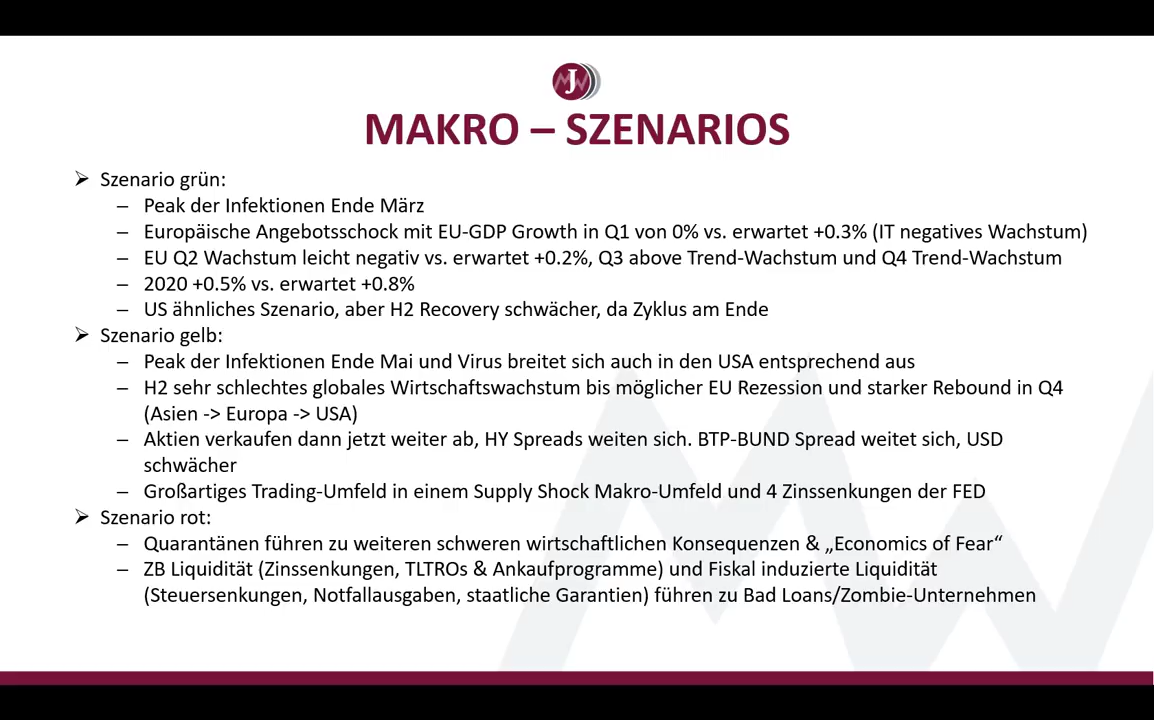 J
MAKRO – SZENARIOS
➢ Szenario grün:
– Peak der Infektionen Ende März
– Europäische Angebotsschock mit EU-GDP Growth in Q1 von 0% vs. erwartet +0.3% (IT negatives Wachstum)
– EU Q2 Wachstum leicht negativ vs. erwartet +0.2%, Q3 above Trend-Wachstum und Q4 Trend-Wachstum
– 2020 +0.5% vs. erwartet +0.8%
– US ähnliches Szenario, aber H2 Recovery schwächer, da Zyklus am Ende
➢ Szenario gelb:
– Peak der Infektionen Ende Mai und Virus breitet sich auch in den USA entsprechend aus
– H2 sehr schlechtes globales Wirtschaftswachstum bis möglicher EU Rezession und starker Rebound in Q4
(Asien -> Europa -> USA)
– Aktien verkaufen dann jetzt weiter ab, HY Spreads weiten sich. BTP-BUND Spread weitet sich, USD
schwächer
– Großartiges Trading-Umfeld in einem Supply Shock Makro-Umfeld und 4 Zinssenkungen der FED
➢ Szenario rot:
– Quarantänen führen zu weiteren schweren wirtschaftlichen Konsequenzen & „Economics of Fear“
– ZB Liquidität (Zinssenkungen, TLTROs & Ankaufprogramme) und Fiskal induzierte Liquidität
(Steuersenkungen, Notfallausgaben, staatliche Garantien) führen zu Bad Loans/Zombie-Unternehmen